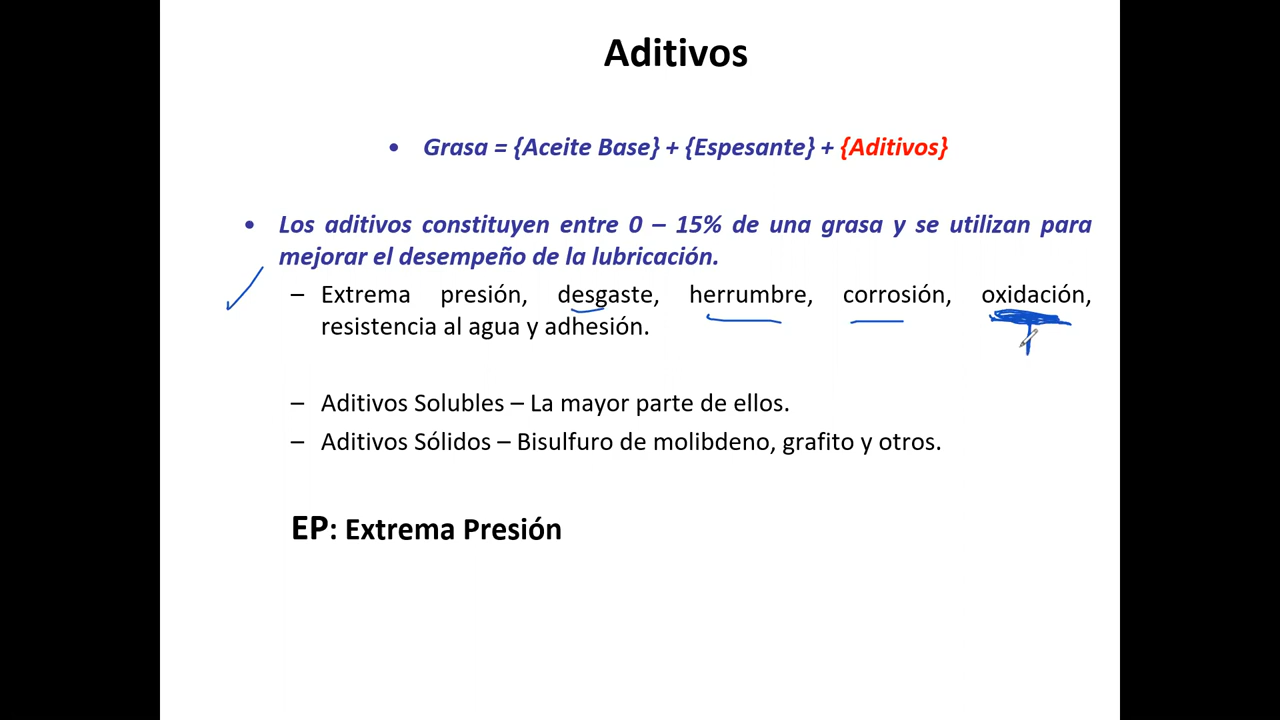 Aditivos
• Grasa = {Aceite Base} + {Espesante} + {Aditivos}
• Los aditivos constituyen entre 0 – 15% de una grasa y se utilizan para
mejorar el desempeño de la lubricación.
– Extrema presión, desgaste, herrumbre, corrosión, oxidación,
resistencia al agua y adhesión.
– Aditivos Solubles – La mayor parte de ellos.
– Aditivos Sólidos – Bisulfuro de molibdeno, grafito y otros.
EP: Extrema Presión